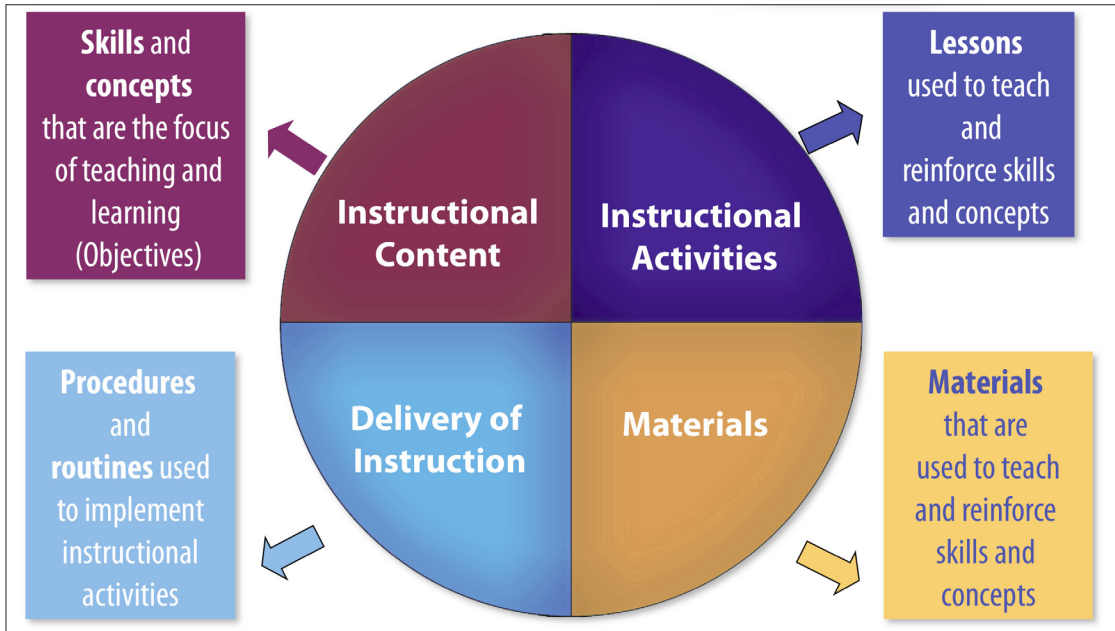 Skills and
concepts
that are the focus
of teaching and
learning
(Objectives)
Instructional
Content
Instructional
Activities
Lessons
used to teach
and
reinforce skills
and concepts
Procedures
and
routines used
to implement
instructional
activities
Delivery of
Instruction
Materials
Materials
that are
used to teach
and reinforce
skills and
concepts